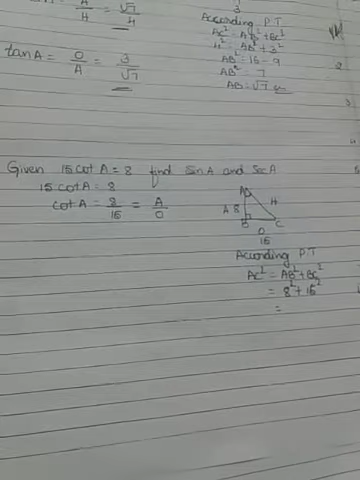 A/H = √7/4
tan A = O/A = 3/√7
3
According P.T
AC² = AB² + BC²
4² = AB² + 3²
AB² = 16 - 9
AB² = 7
AB = √7
Given 15 cot A = 8 find Sin A and Sec A
15 cot A = 8
cot A = 8/15 = A/O
A
A 8 H
B C
O
15
According P.T
AC² = AB² + BC²
= 8² + 15²
=